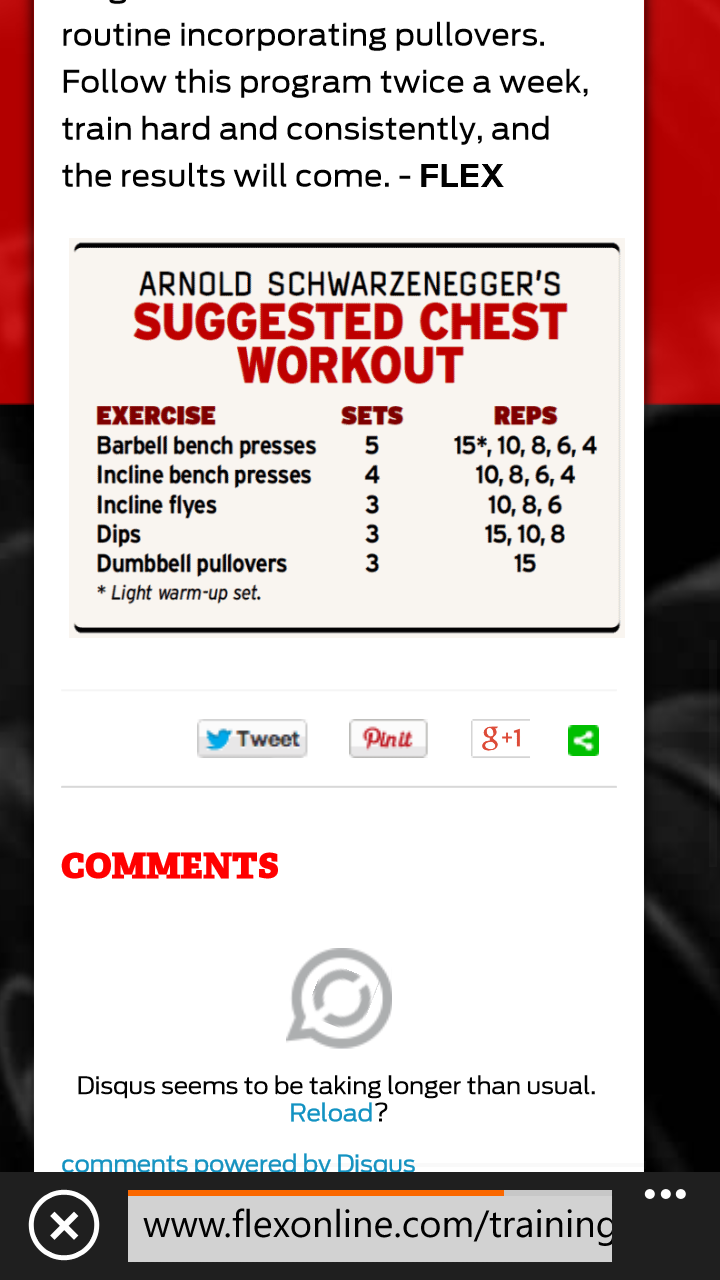 routine incorporating pullovers.
Follow this program twice a week,
train hard and consistently, and
the results will come. - FLEX
ARNOLD SCHWARZENEGGER'S
SUGGESTED CHEST
WORKOUT
EXERCISE SETS REPS
Barbell bench presses 5 15*, 10, 8, 6, 4
Incline bench presses 4 10, 8, 6, 4
Incline flyes 3 10, 8, 6
Dips 3 15, 10, 8
Dumbbell pullovers 3 15
* Light warm-up set.
Tweet Pin it g+1
COMMENTS
Disqus seems to be taking longer than usual.
Reload?
comments powered by Disqus
www.flexonline.com/training